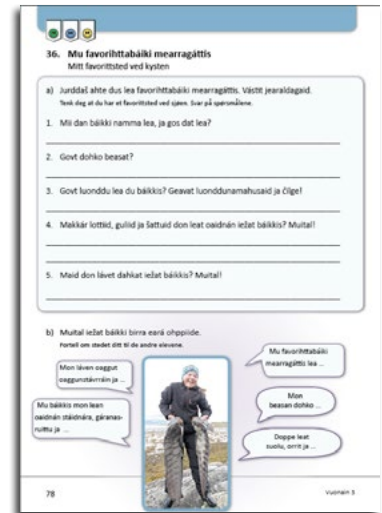 36. Mu favorihttabáiki mearragáttis
Mitt favorittsted ved kysten
a) Jurddaš ahte dus lea favorihttabáiki mearragáttis. Vástit jearaldagaid.
Tenk deg at du har et favorittsted ved sjøen. Svar på spørsmålene.
1. Mii dan báikki namma lea, ja gos dat lea?
2. Govt dohko beasat?
3. Govt luonddu lea du báikkis? Geavat luonddunamahusaid ja čilge!
4. Makkár lottiid, guliid ja šattuid don leat oaidnán iežat báikkis? Muital!
5. Maid don lávet dahkat iežat báikkis? Muital!
b) Muital iežat báikki birra eará ohppiide.
Fortell om stedet ditt til de andre elevene.
Mon láven oaggut
oaggunstávrráin ja ...
Mu báikkis mon lean
oaidnán stáidnára, gáranas-
ruittu ja ...
Mu favorihttabáiki
mearragáttis lea ...
Mon
beasan dohko ...
Doppe leat
suolu, orrit ja ...
78
Vuonain 3